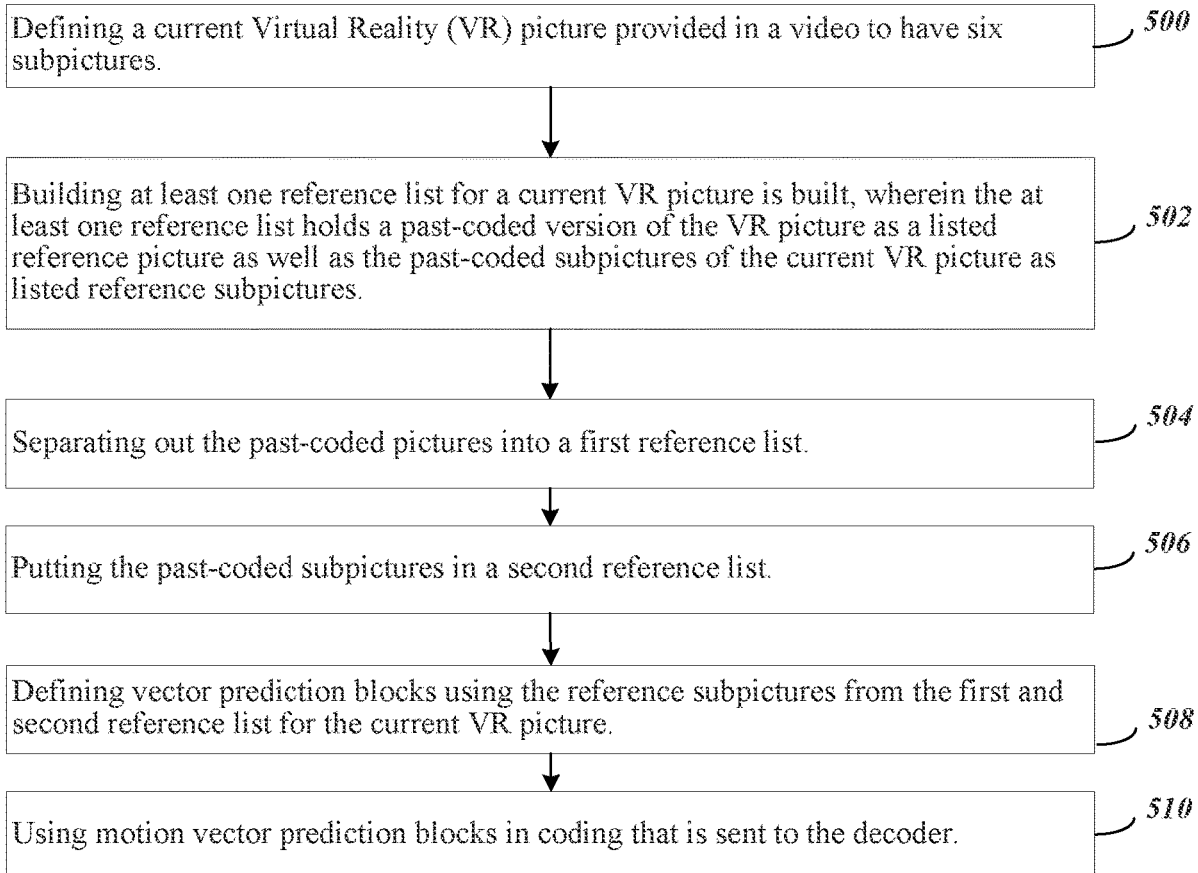 Defining a current Virtual Reality (VR) picture provided in a video to have six
subpictures.
500
Building at least one reference list for a current VR picture is built, wherein the at
least one reference list holds a past-coded version of the VR picture as a listed
reference picture as well as the past-coded subpictures of the current VR picture as
listed reference subpictures.
502
Separating out the past-coded pictures into a first reference list.
504
Putting the past-coded subpictures in a second reference list.
506
Defining vector prediction blocks using the reference subpictures from the first and
second reference list for the current VR picture.
508
Using motion vector prediction blocks in coding that is sent to the decoder.
510